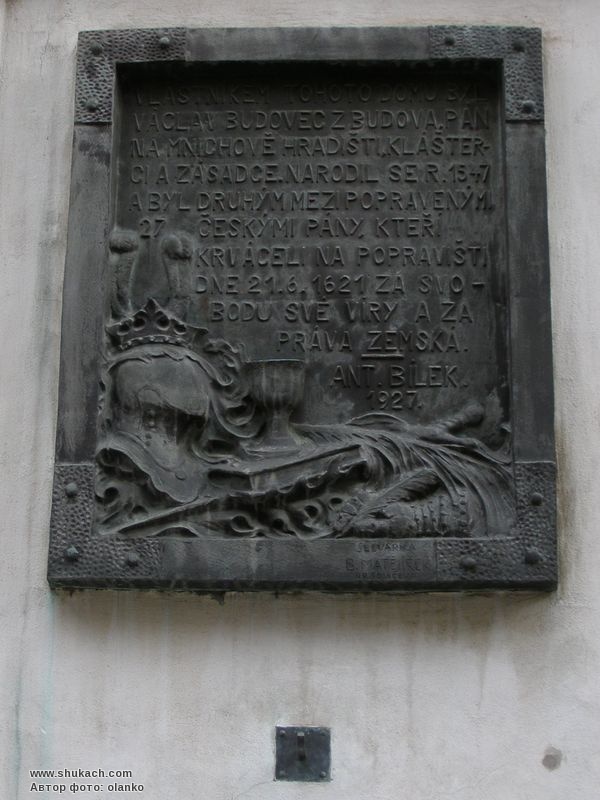 VLASTNÍKEM TOHOTO DOMU BYL
VÁCLAV BUDOVEC Z BUDOVA, PÁN
NA MNICHOVĚ HRADIŠTI, KLÁŠTER-
CI A ZÁSADCE. NARODIL SE R. 1547
A BYL DRUHÝM MEZI POPRAVENÝM.
27 ČESKÝMI PÁNY, KTEŘÍ
KRVÁCELI NA POPRAVIŠTI
DNE 21.6.1621 ZA SVO-
BODU SVÉ VÍRY A ZA
PRÁVA ZEMSKÁ.
ANT. BÍLEK.
1927.
www.shukach.com
Автор фото: olanko